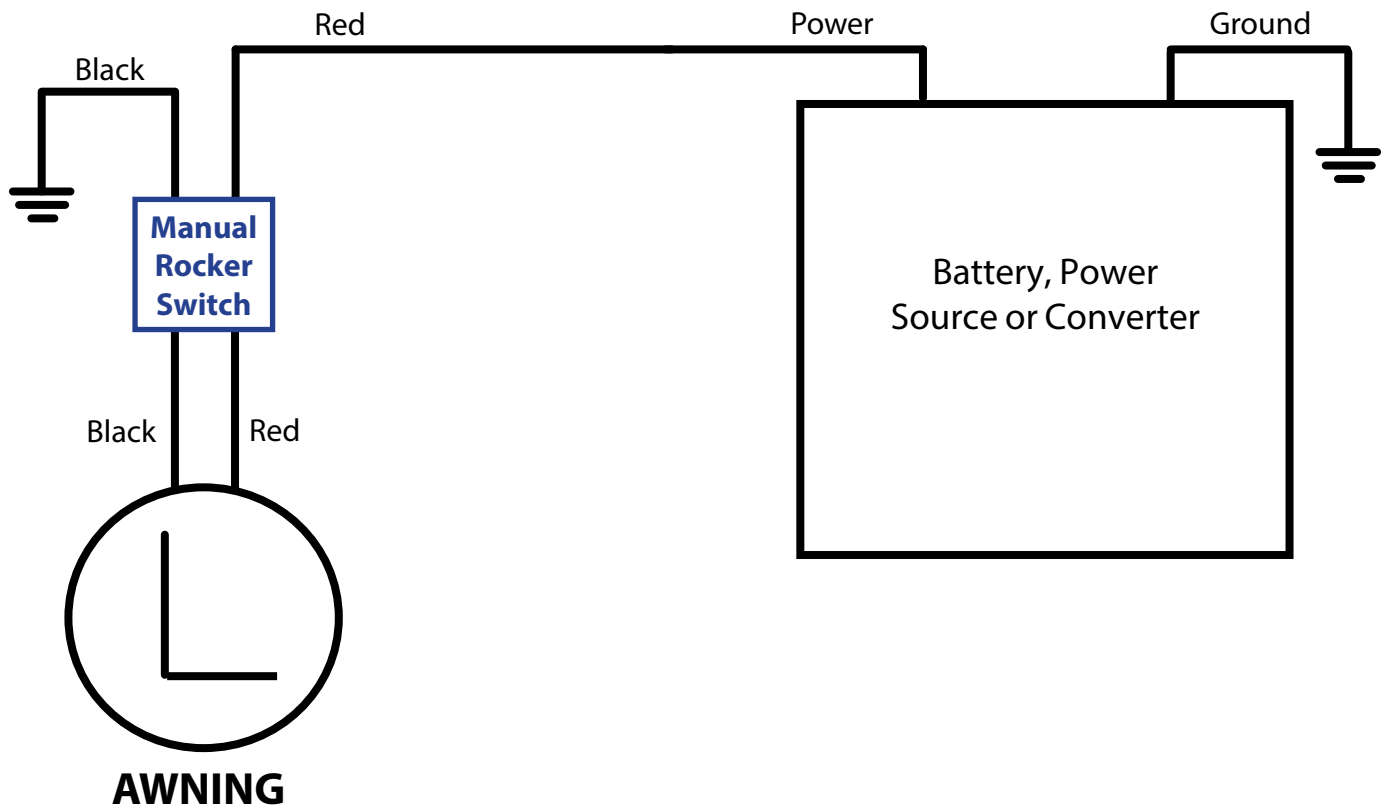 Red
Power
Ground
Black
Manual
Rocker
Switch
Battery, Power
Source or Converter
Black
Red
AWNING